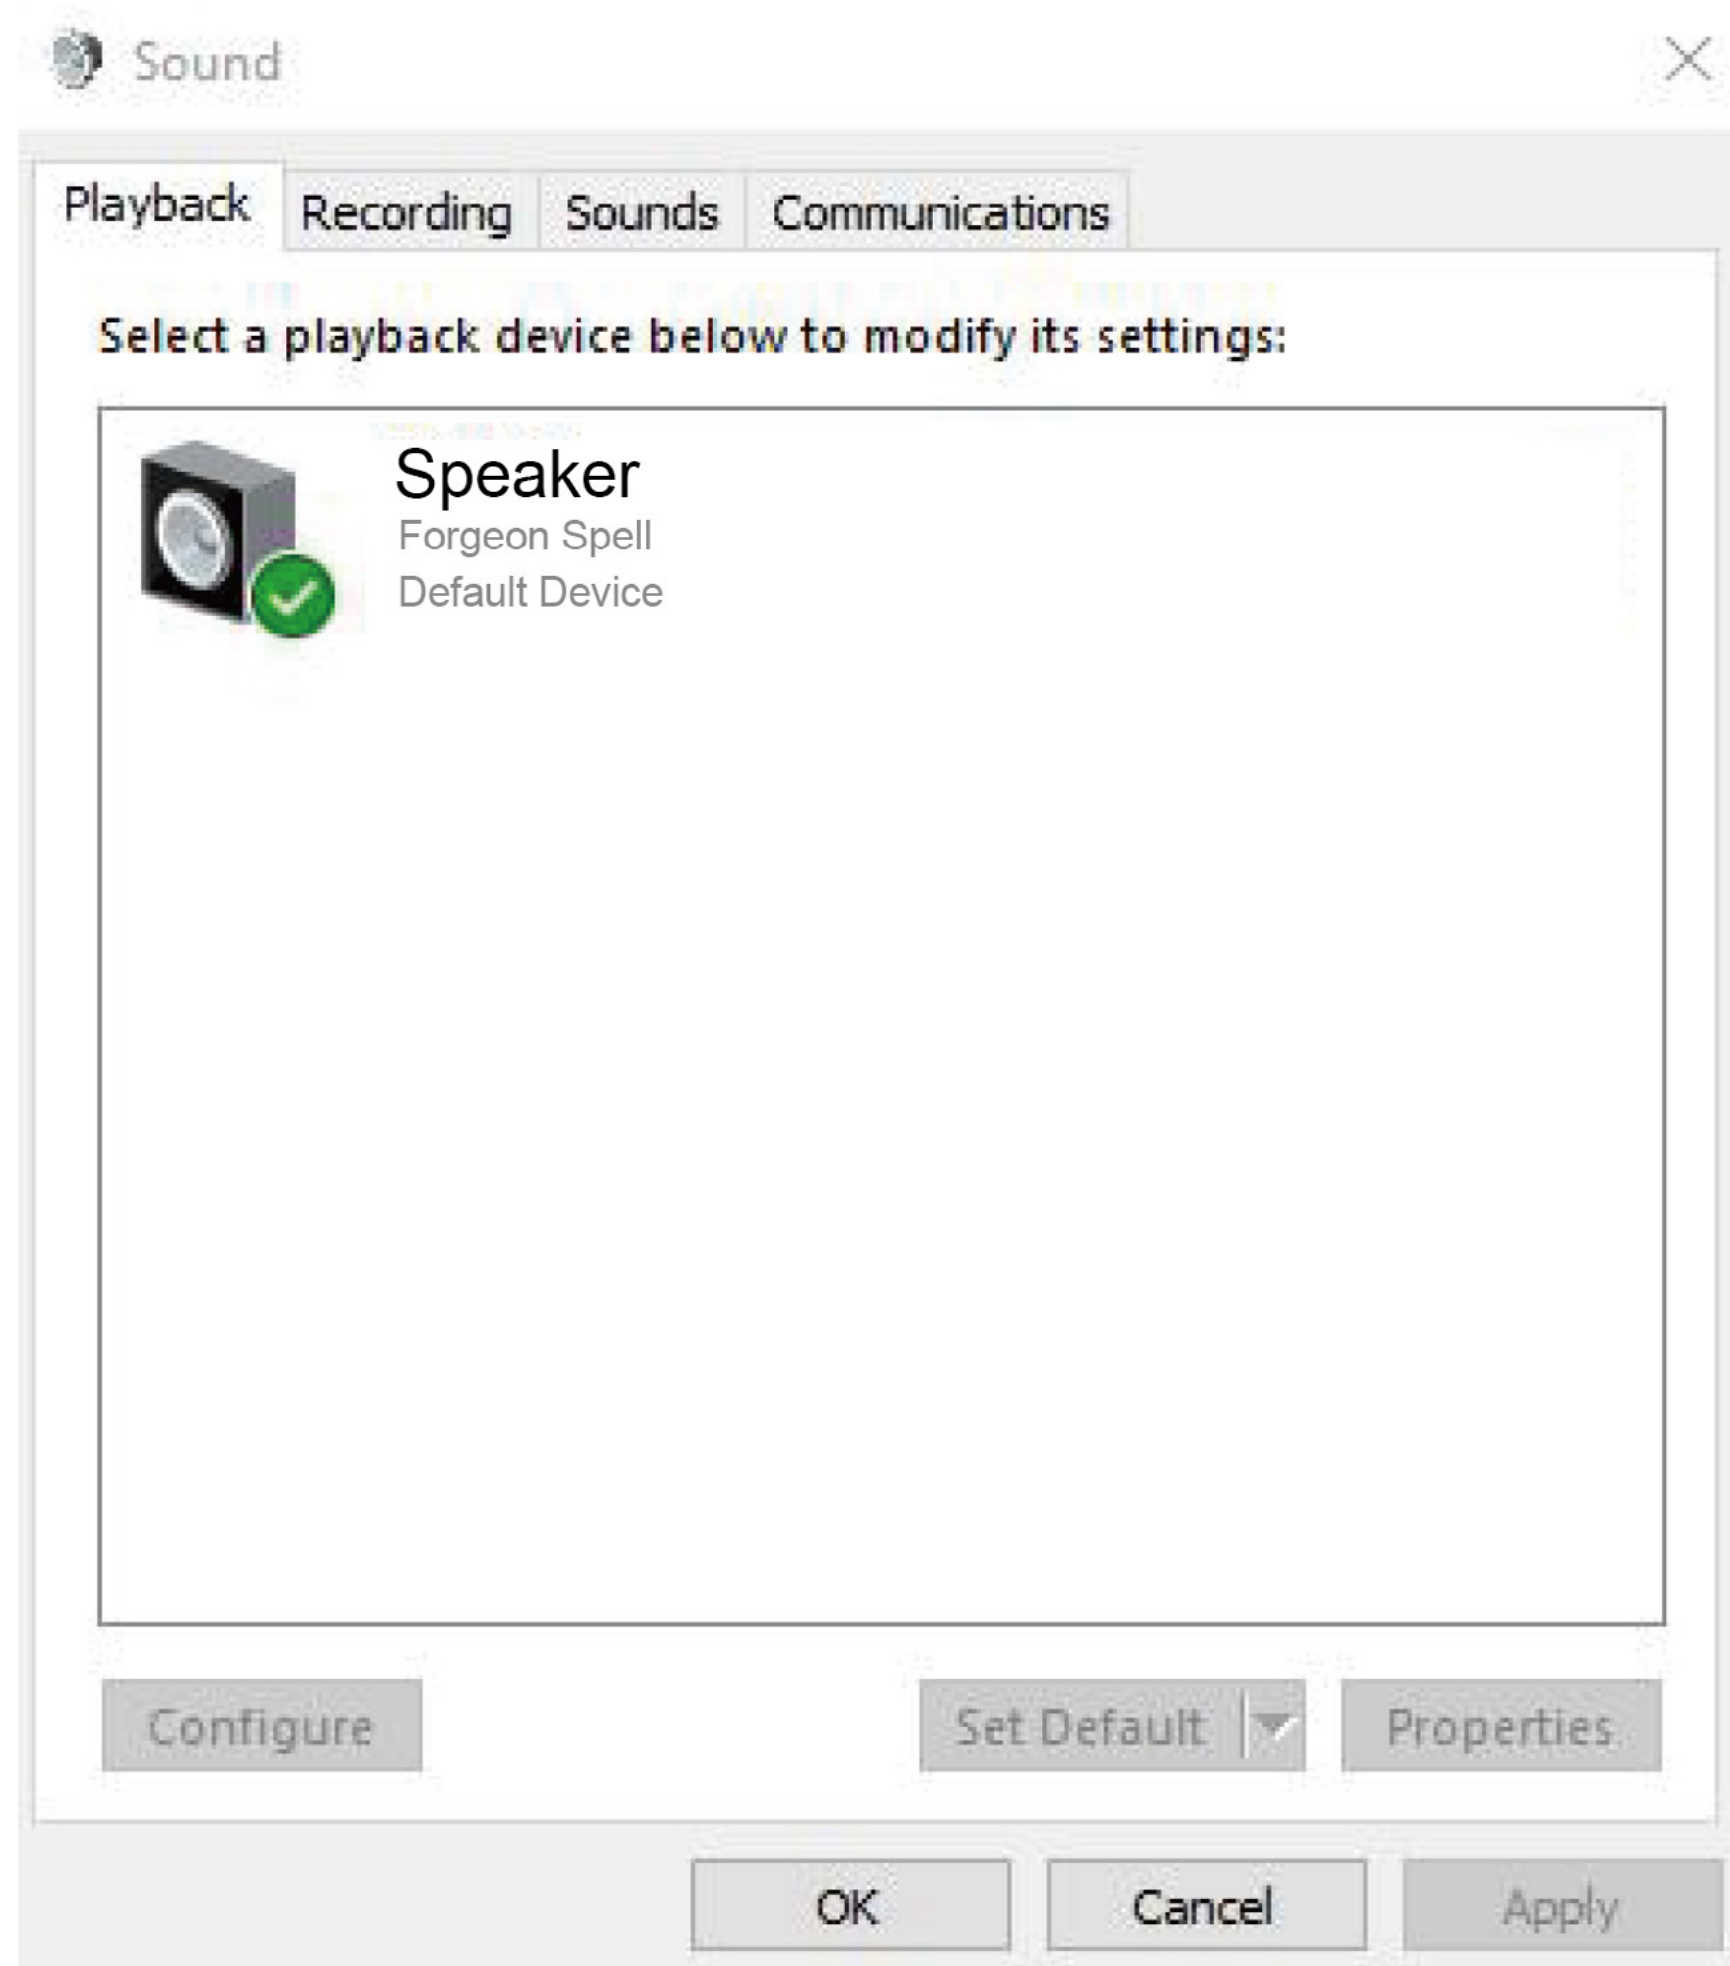 Sound
Playback Recording Sounds Communications
Select a playback device below to modify its settings:
Speaker
Forgeon Spell
Default Device
Configure Set Default Properties
OK Cancel Apply